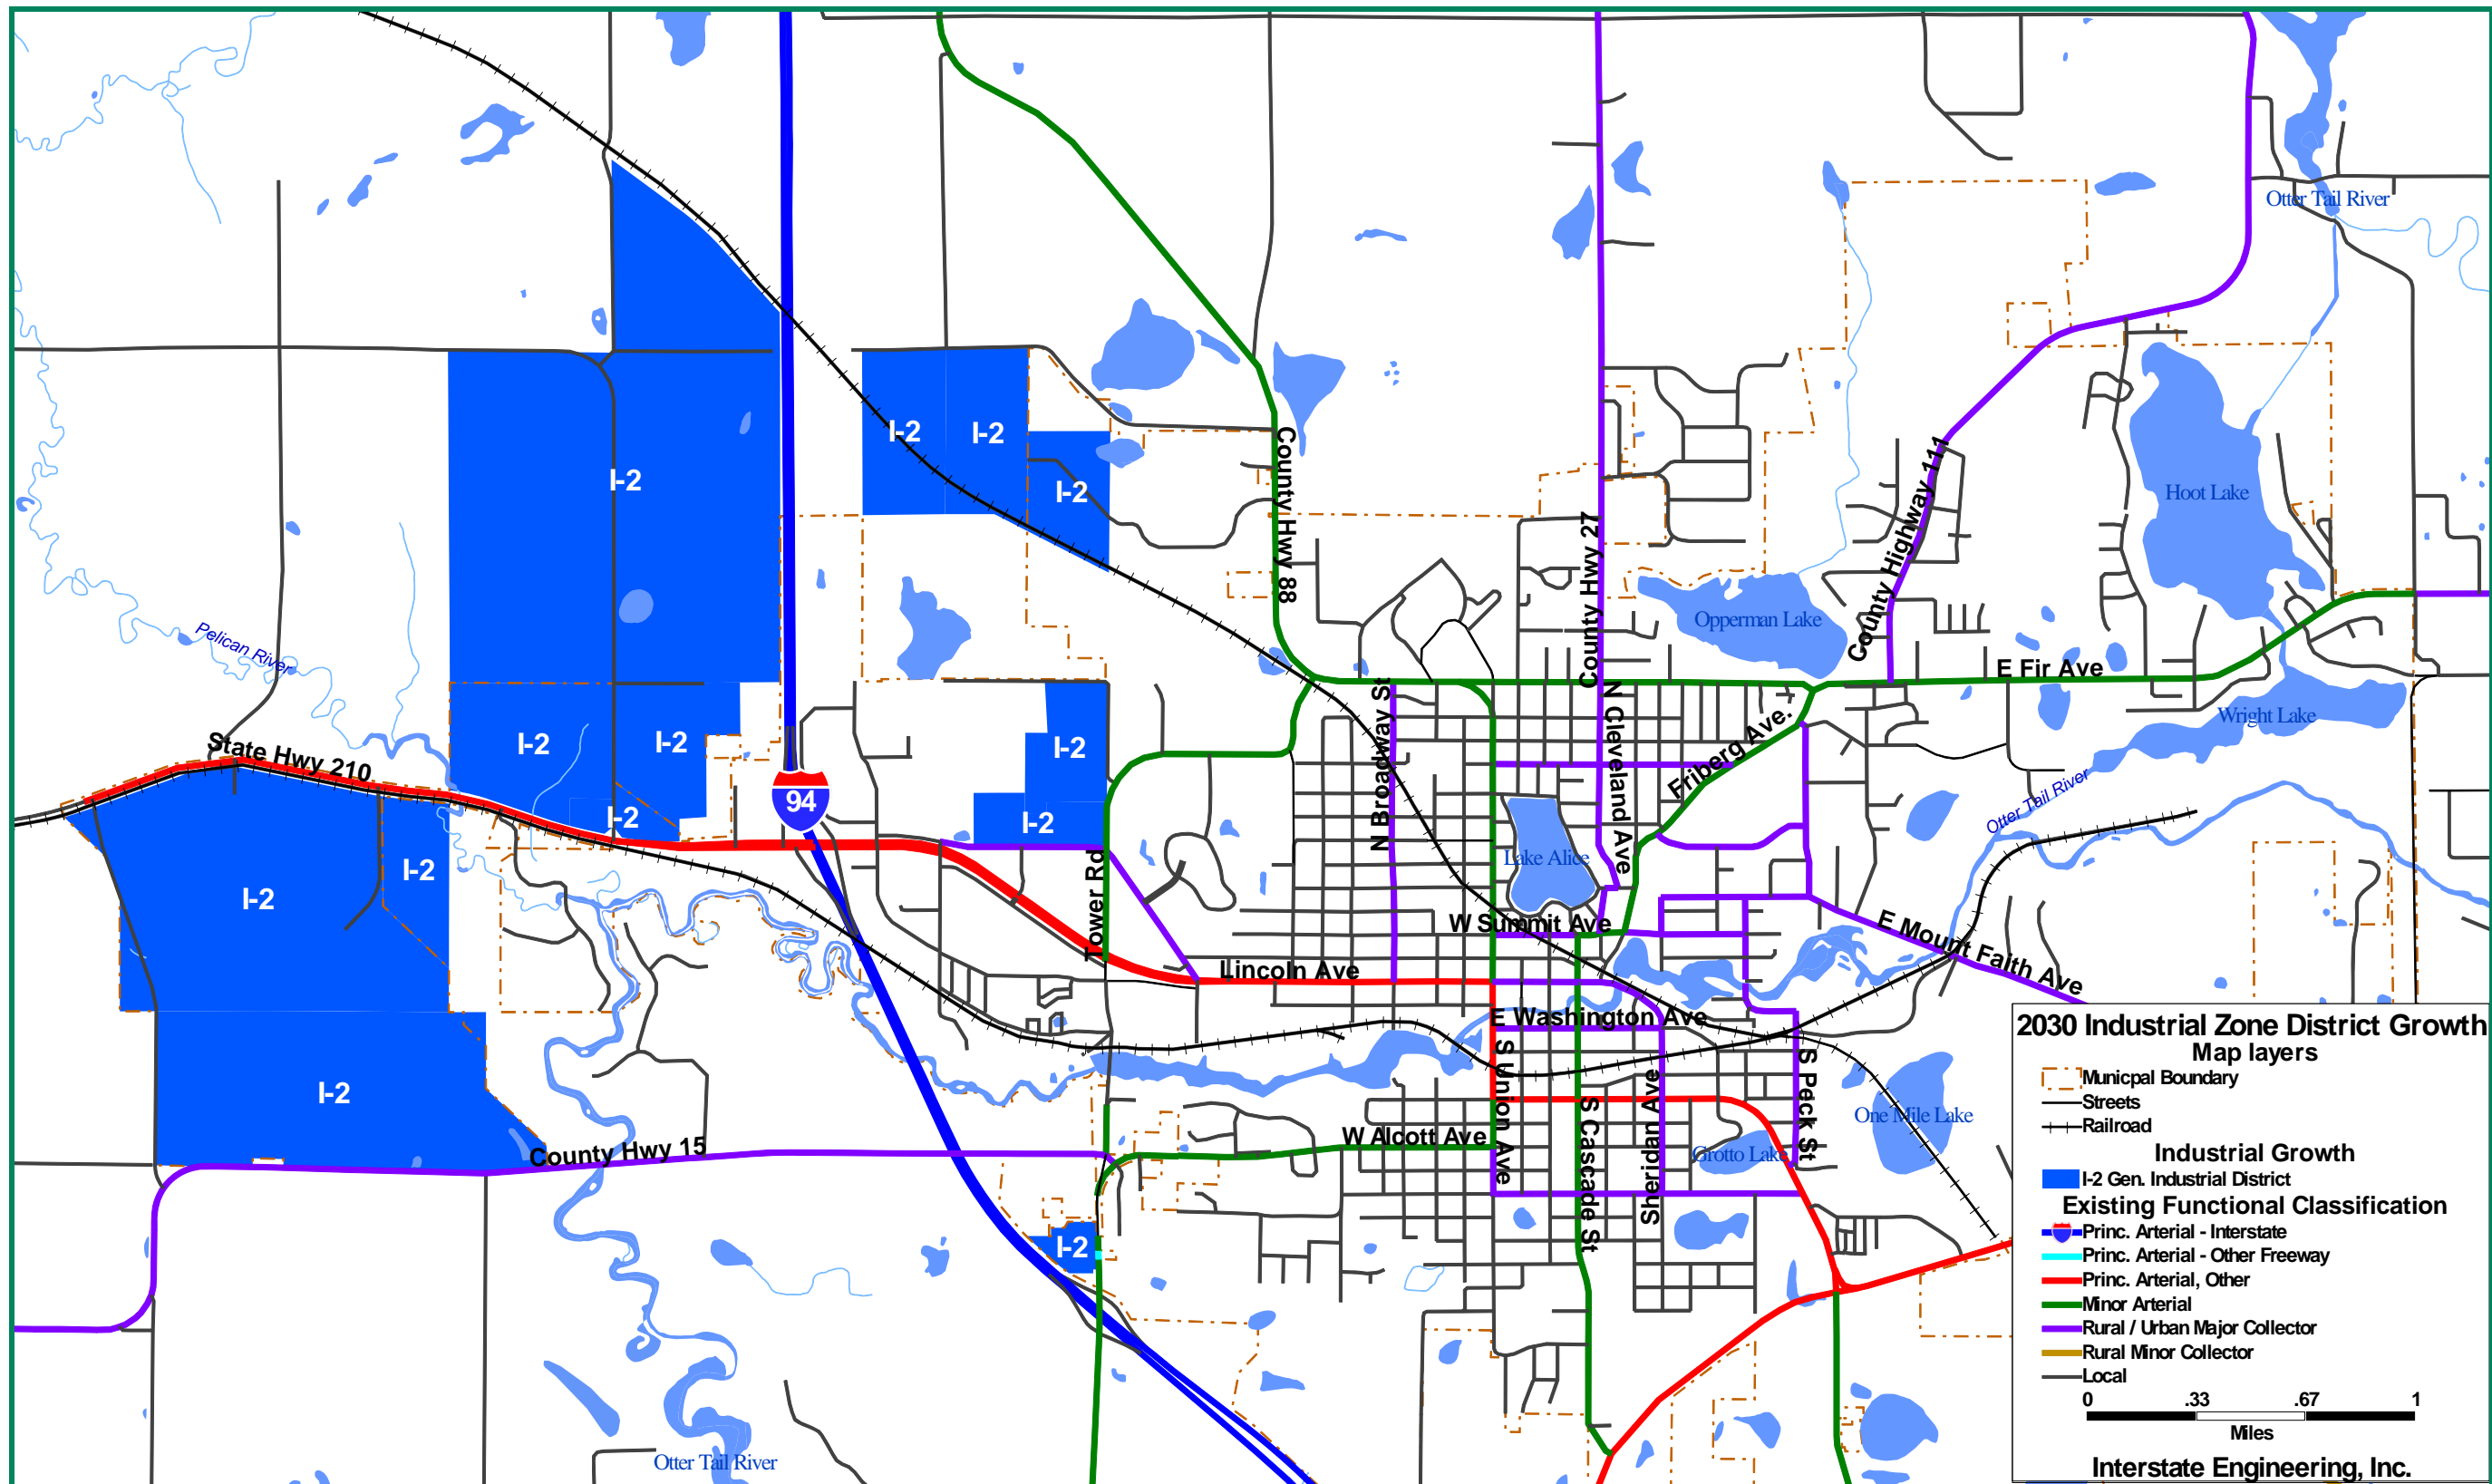 Otter Tail River
I-2
I-2
I-2
I-2
County Hwy 88
County Hwy 27
County Highway 111
Hoot Lake
Opperman Lake
Pelican River
E Fir Ave
Wright Lake
State Hwy 210
I-2
I-2
I-2
I-2
I-2
94
N Broadway St
N Cleveland Ave
Friberg Ave.
Otter Tail River
Lake Alice
I-2
I-2
Tower Rd
W Summit Ave
E Mount Faith Ave
Lincoln Ave
E Washington Ave
I-2
County Hwy 15
W Alcott Ave
S Union Ave
S Cascade St
Sheridan Ave
S Peck St
One Mile Lake
Grotto Lake
I-2
Otter Tail River
2030 Industrial Zone District Growth
Map layers
Municpal Boundary
Streets
Railroad
Industrial Growth
I-2 Gen. Industrial District
Existing Functional Classification
Princ. Arterial - Interstate
Princ. Arterial - Other Freeway
Princ. Arterial, Other
Minor Arterial
Rural / Urban Major Collector
Rural Minor Collector
Local
0 .33 .67 1
Miles
Interstate Engineering, Inc.